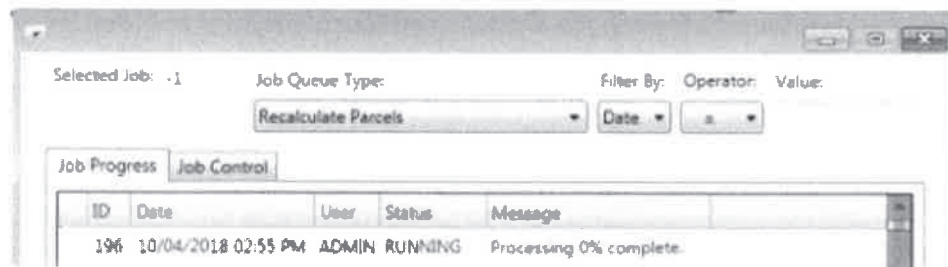 Selected Job: -1 Job Queue Type: Filter By: Operator: Value:
Recalculate Parcels Date =
Job Progress Job Control
ID Date User Status Message
196 10/04/2018 02:55 PM ADMIN RUNNING Processing 0% complete.